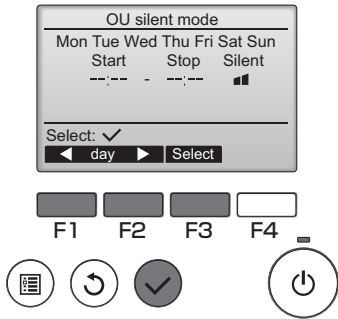 OU silent mode
Mon Tue Wed Thu Fri Sat Sun
Start Stop Silent
--:-- - --:--
Select: ✓
◀ day ▶ Select
F1 F2 F3 F4